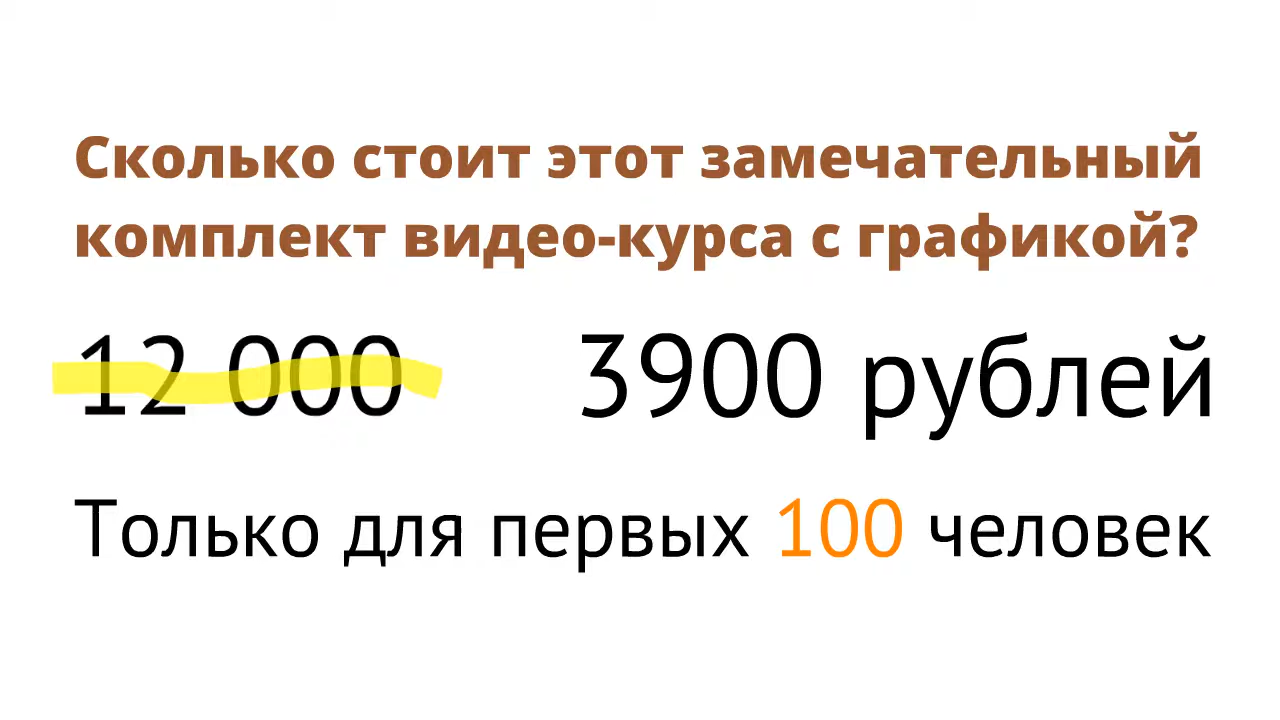 Сколько стоит этот замечательный
комплект видео-курса с графикой?
12 000 3900 рублей
Только для первых 100 человек